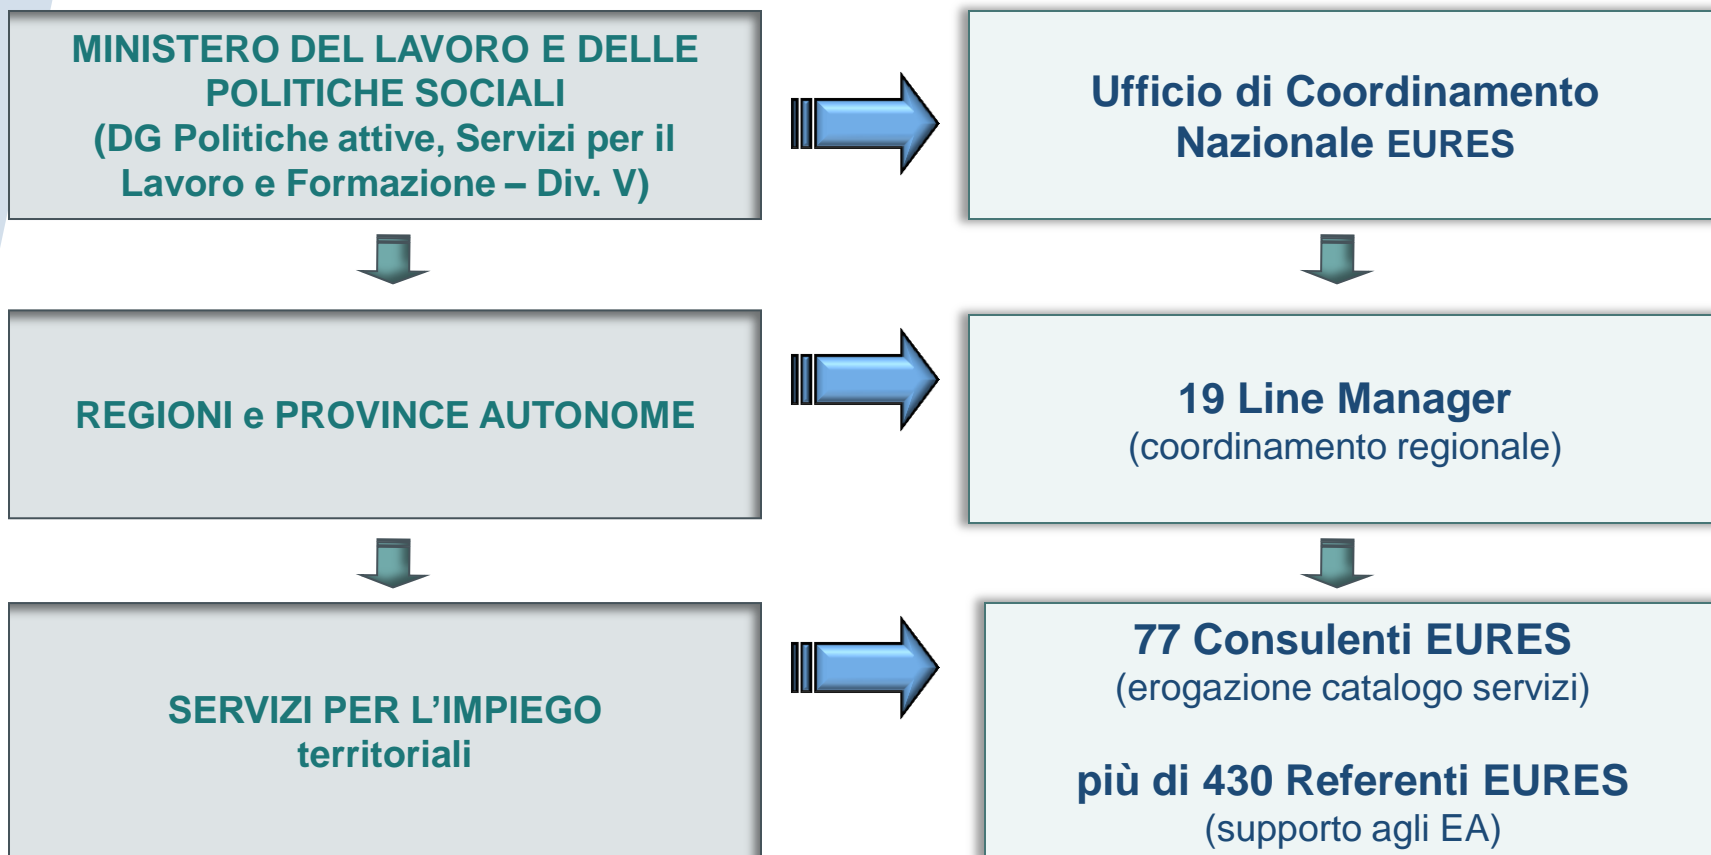 MINISTERO DEL LAVORO E DELLE
POLITICHE SOCIALI
(DG Politiche attive, Servizi per il
Lavoro e Formazione – Div. V)
Ufficio di Coordinamento
Nazionale EURES
REGIONI e PROVINCE AUTONOME
19 Line Manager
(coordinamento regionale)
SERVIZI PER L’IMPIEGO
territoriali
77 Consulenti EURES
(erogazione catalogo servizi)
più di 430 Referenti EURES
(supporto agli EA)